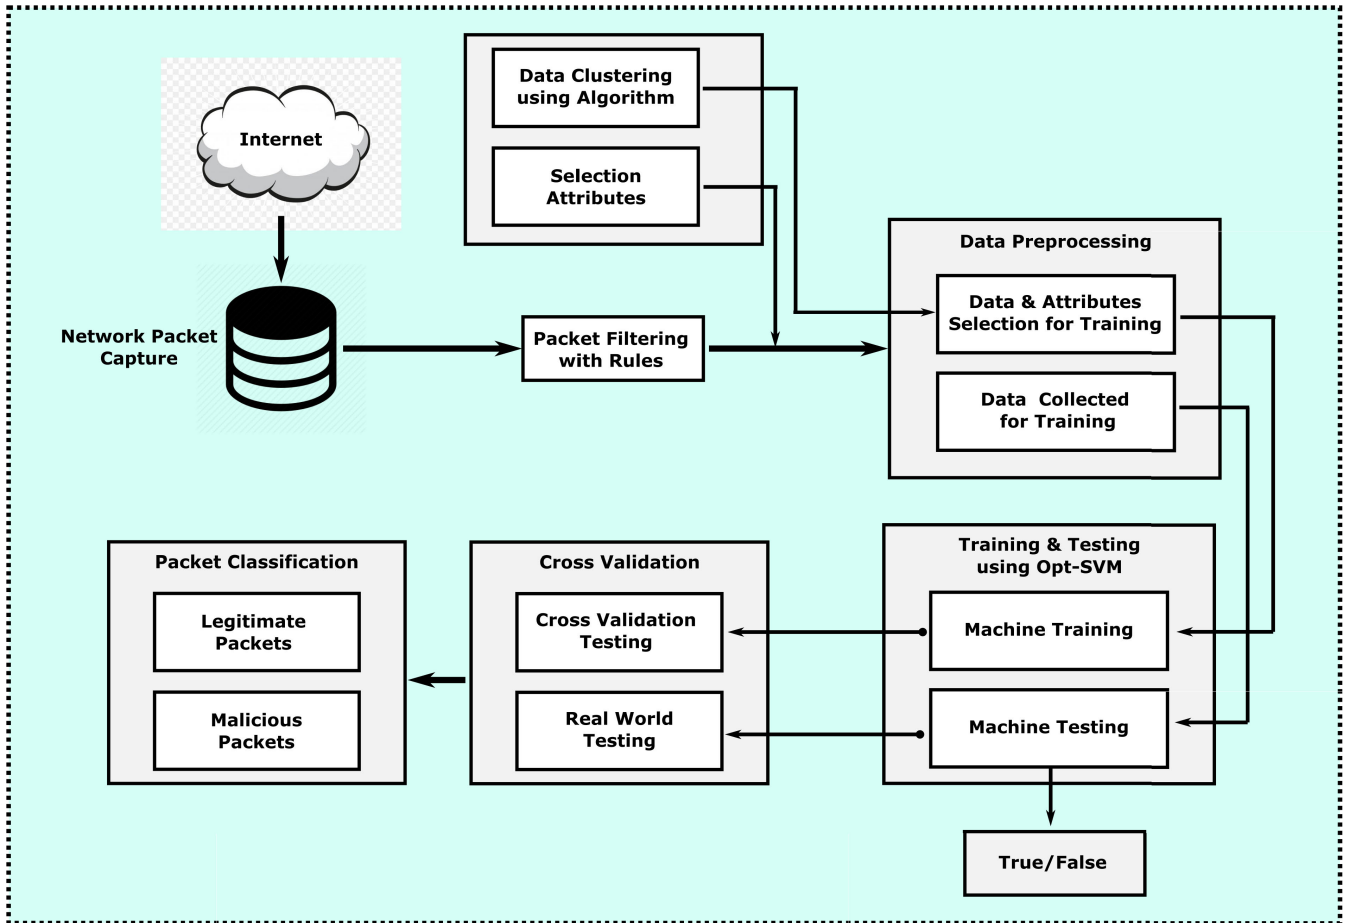 Internet
Network Packet
Capture
Data Clustering
using Algorithm
Selection
Attributes
Packet Filtering
with Rules
Data Preprocessing
Data & Attributes
Selection for Training
Data Collected
for Training
Training & Testing
using Opt-SVM
Machine Training
Machine Testing
True/False
Cross Validation
Cross Validation
Testing
Real World
Testing
Packet Classification
Legitimate
Packets
Malicious
Packets